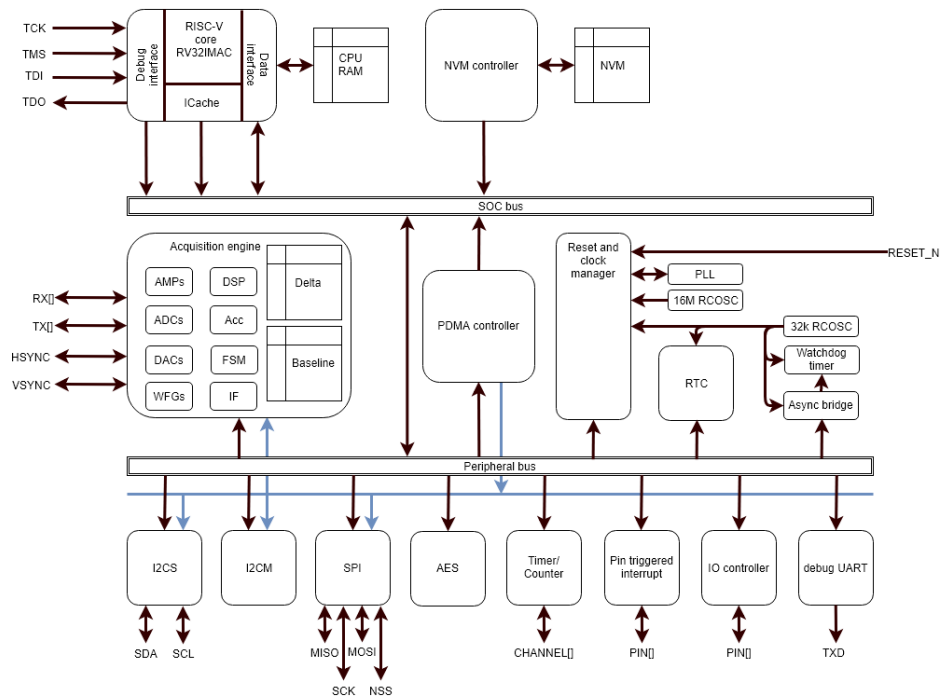 TCK
TMS
TDI
TDO
Debug
interface
RISC-V
core
RV32IMAC
ICache
Data
interface
CPU
RAM
NVM controller
NVM
SOC bus
Acquisition engine
AMPs
DSP
ADCs
Acc
DACs
FSM
WFGs
IF
Delta
Baseline
RX[]
TX[]
HSYNC
VSYNC
PDMA controller
Reset and
clock
manager
RESET_N
PLL
16M RCOSC
32k RCOSC
Watchdog
timer
RTC
Async bridge
Peripheral bus
I2CS
I2CM
SPI
AES
Timer/
Counter
Pin triggered
interrupt
IO controller
debug UART
SDA
SCL
MISO
MOSI
SCK
NSS
CHANNEL[]
PIN[]
PIN[]
TXD